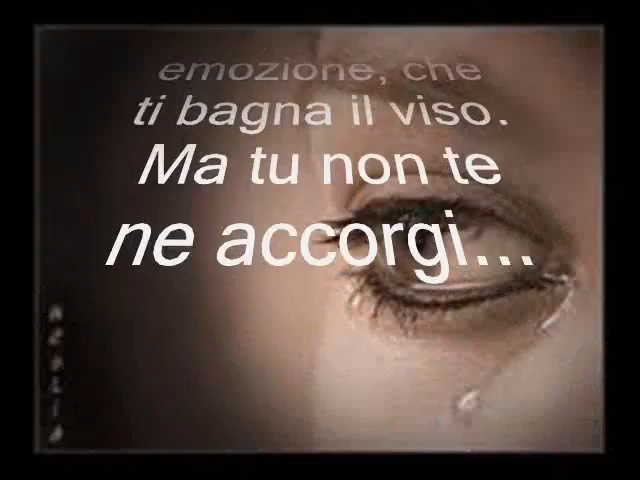 emozione, che
ti bagna il viso.
Ma tu non te
ne accorgi...